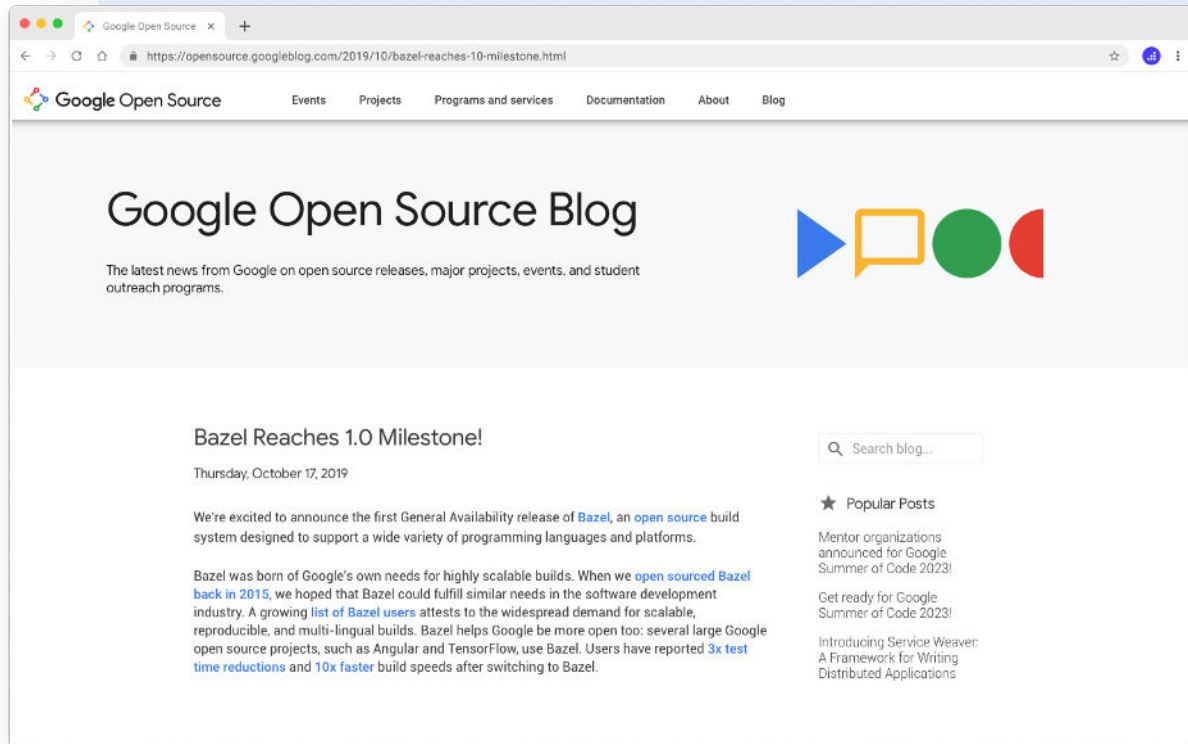 Google Open Source × +
https://opensource.googleblog.com/2019/10/bazel-reaches-10-milestone.html
Google Open Source Events Projects Programs and services Documentation About Blog
Google Open Source Blog
The latest news from Google on open source releases, major projects, events, and student
outreach programs.
Bazel Reaches 1.0 Milestone!
Thursday, October 17, 2019
We're excited to announce the first General Availability release of Bazel, an open source build
system designed to support a wide variety of programming languages and platforms.
Bazel was born of Google's own needs for highly scalable builds. When we open sourced Bazel
back in 2015, we hoped that Bazel could fulfill similar needs in the software development
industry. A growing list of Bazel users attests to the widespread demand for scalable,
reproducible, and multi-lingual builds. Bazel helps Google be more open too: several large Google
open source projects, such as Angular and TensorFlow, use Bazel. Users have reported 3x test
time reductions and 10x faster build speeds after switching to Bazel.
Search blog...
Popular Posts
Mentor organizations
announced for Google
Summer of Code 2023!
Get ready for Google
Summer of Code 2023!
Introducing Service Weaver:
A Framework for Writing
Distributed Applications